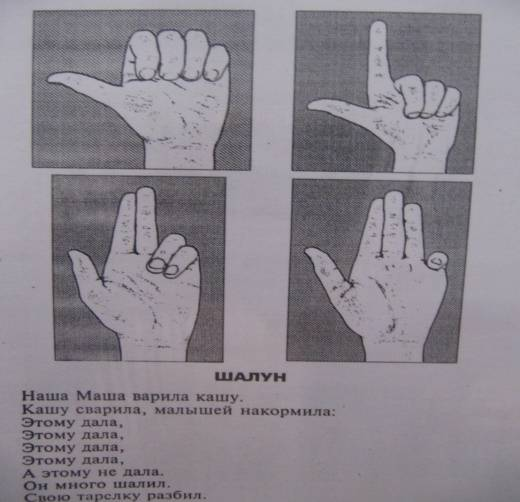 ШАЛУН
Наша Маша варила кашу.
Кашу сварила, малышей накормила:
Этому дала,
Этому дала,
Этому дала,
Этому дала,
А этому не дала.
Он много шалил.
Свою тарелку разбил.